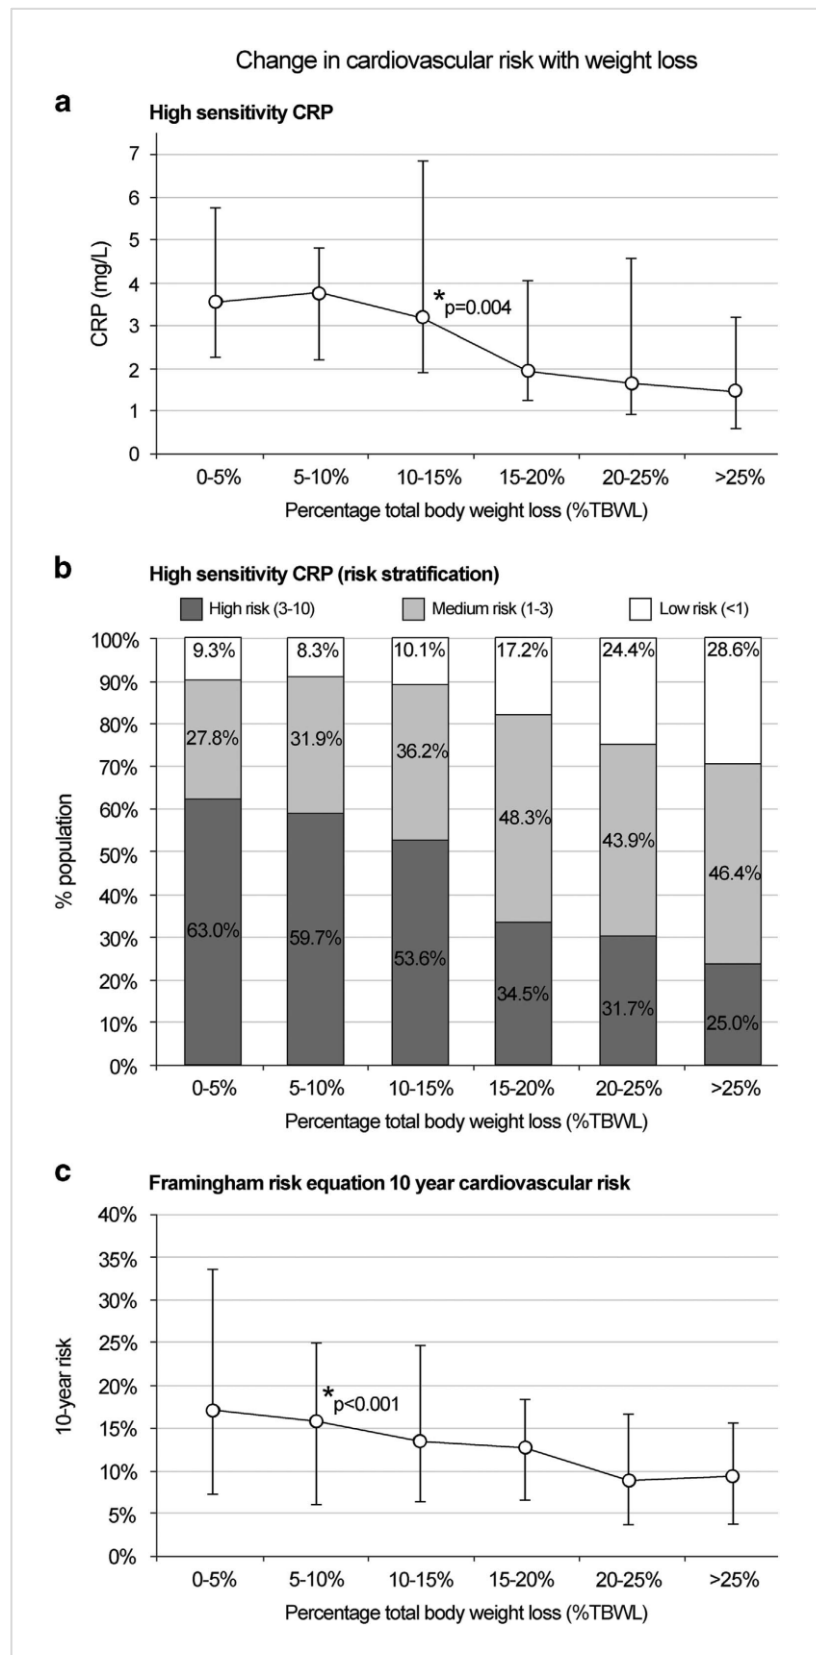 Change in cardiovascular risk with weight loss
a
High sensitivity CRP
7
6
5
4
3
2
1
0
CRP (mg/L)
*p=0.004
0-5% 5-10% 10-15% 15-20% 20-25% >25%
Percentage total body weight loss (%TBWL)
b
High sensitivity CRP (risk stratification)
High risk (3-10) Medium risk (1-3) Low risk (<1)
100%
90%
80%
70%
60%
50%
40%
30%
20%
10%
0%
% population
9.3% 8.3% 10.1% 17.2% 24.4% 28.6%
27.8% 31.9% 36.2% 48.3% 43.9% 46.4%
63.0% 59.7% 53.6% 34.5% 31.7% 25.0%
0-5% 5-10% 10-15% 15-20% 20-25% >25%
Percentage total body weight loss (%TBWL)
c
Framingham risk equation 10 year cardiovascular risk
40%
35%
30%
25%
20%
15%
10%
5%
0%
10-year risk
*p<0.001
0-5% 5-10% 10-15% 15-20% 20-25% >25%
Percentage total body weight loss (%TBWL)